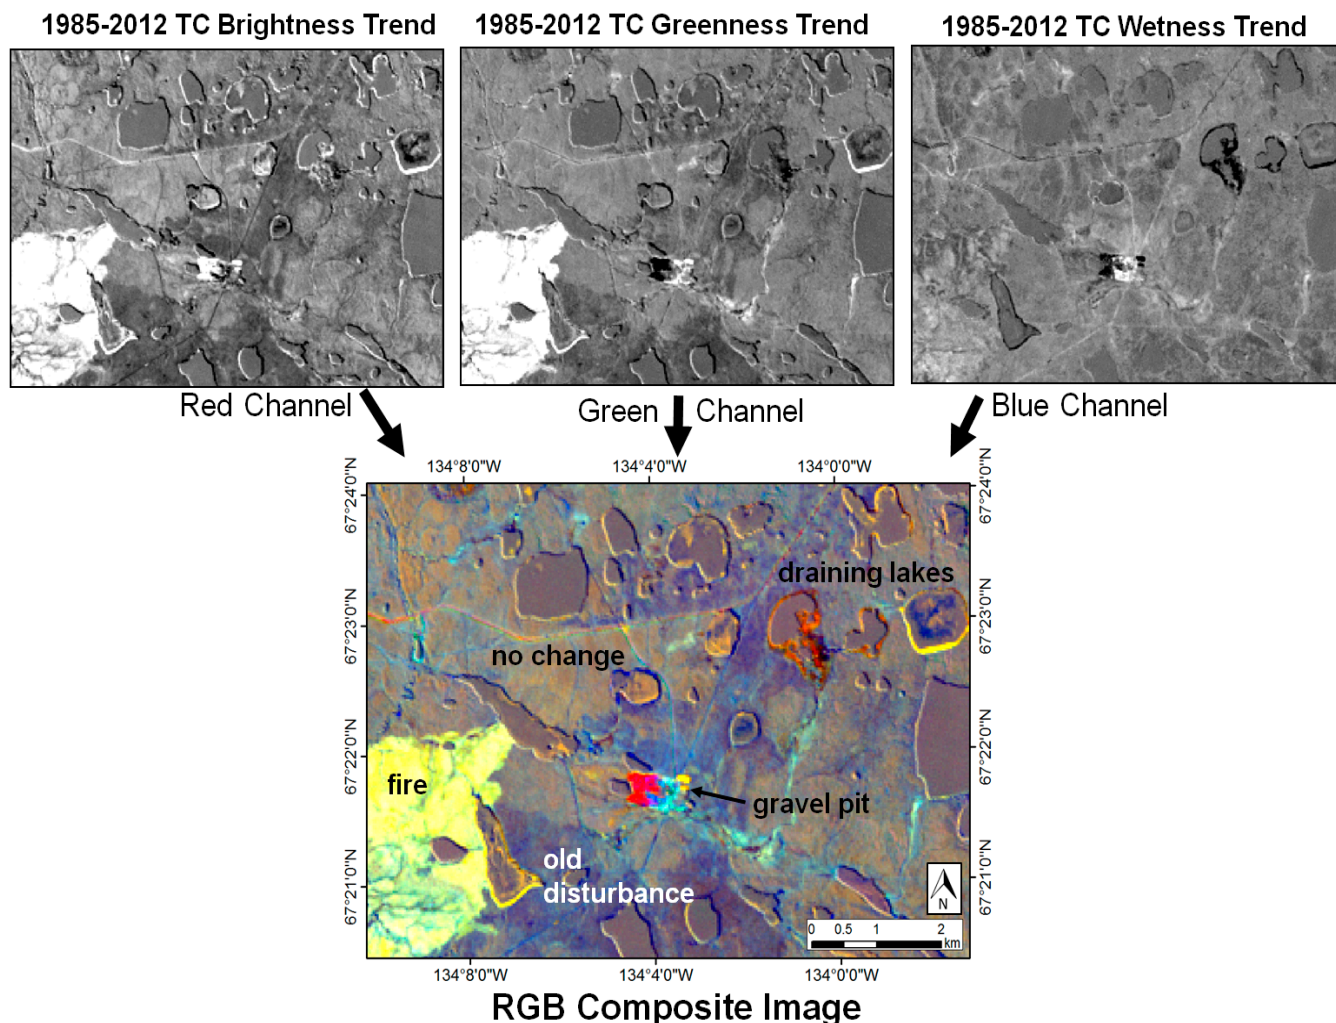 1985-2012 TC Brightness Trend
1985-2012 TC Greenness Trend
1985-2012 TC Wetness Trend
Red Channel
Green Channel
Blue Channel
134°8'0"W
134°4'0"W
134°0'0"W
67°24'0"N
67°24'0"N
draining lakes
67°23'0"N
67°23'0"N
no change
67°22'0"N
67°22'0"N
fire
gravel pit
old
disturbance
67°21'0"N
67°21'0"N
N
0 0.5 1 2
km
134°8'0"W
134°4'0"W
134°0'0"W
RGB Composite Image